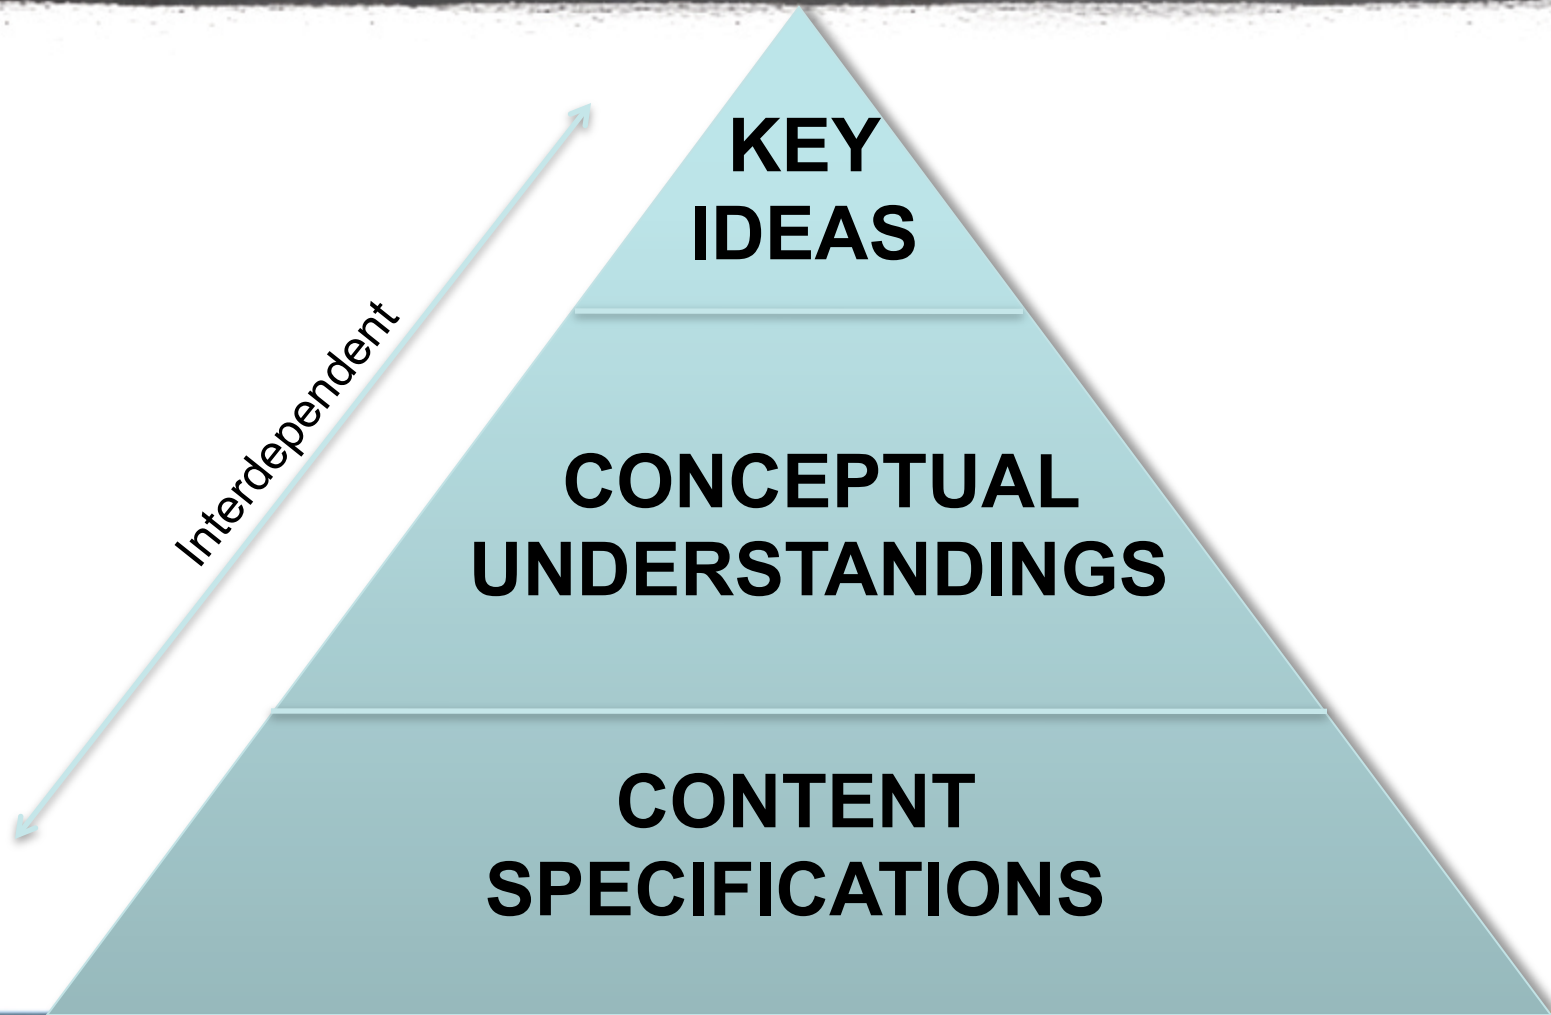 KEY
IDEAS
Interdependent
CONCEPTUAL
UNDERSTANDINGS
CONTENT
SPECIFICATIONS